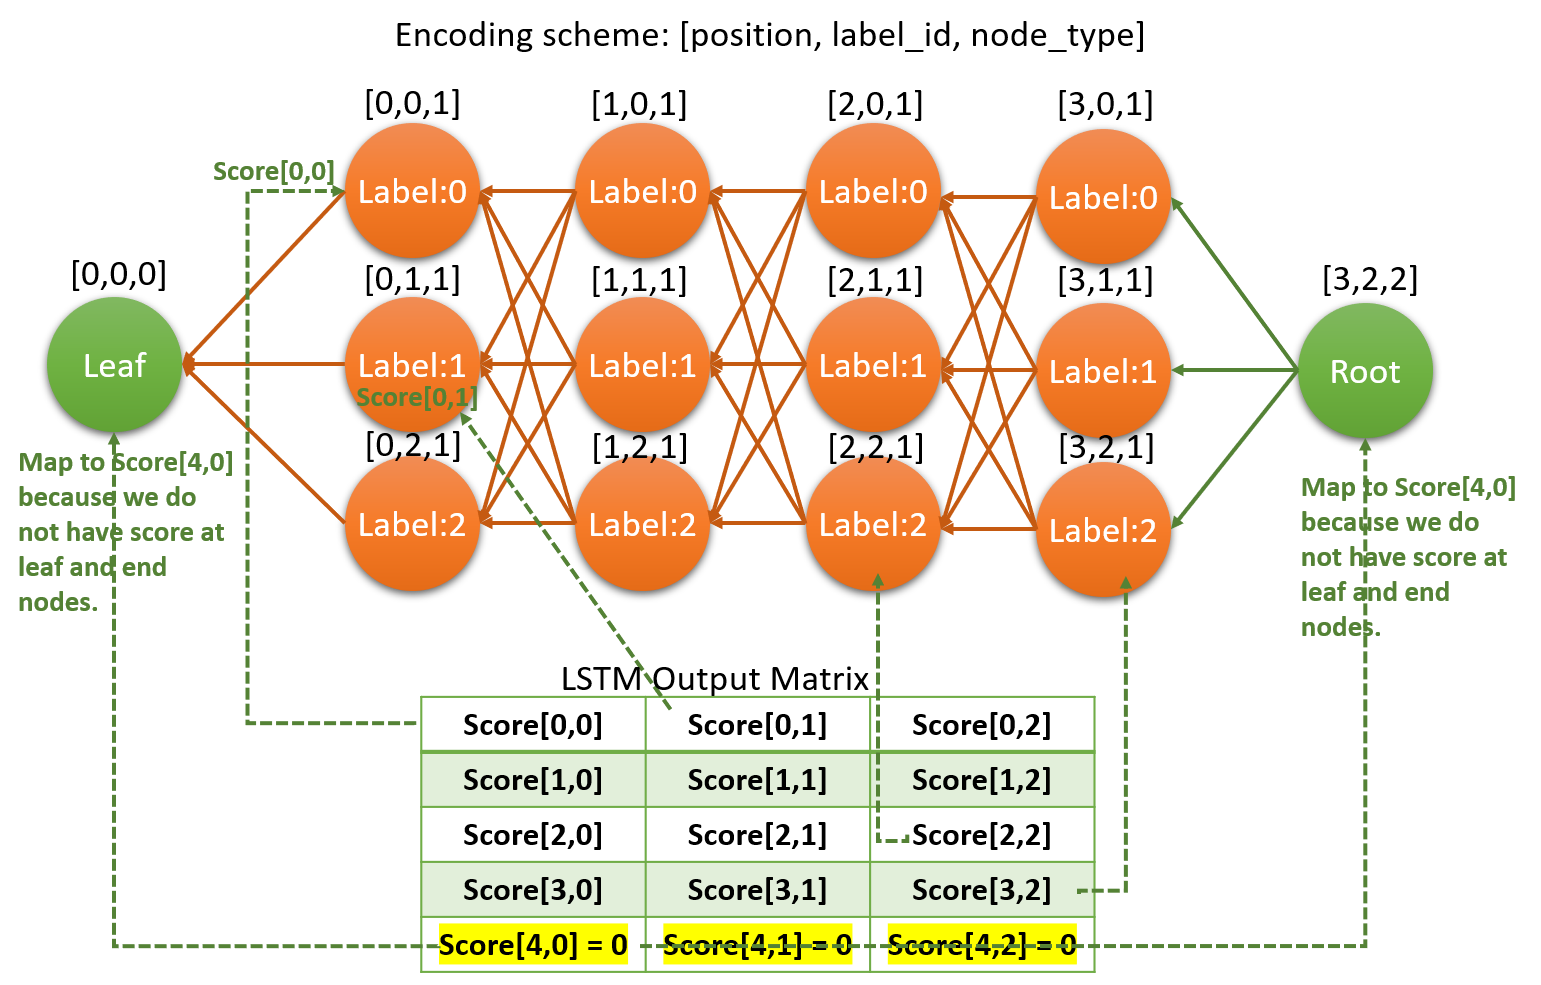 Encoding scheme: [position, label_id, node_type]
[0,0,1] [1,0,1] [2,0,1] [3,0,1]
Score[0,0]
Label:0 Label:0 Label:0 Label:0
[0,0,0] [0,1,1] [1,1,1] [2,1,1] [3,1,1] [3,2,2]
Leaf Label:1 Label:1 Label:1 Label:1 Root
Score[0,1]
[0,2,1] [1,2,1] [2,2,1] [3,2,1]
Label:2 Label:2 Label:2 Label:2
Map to Score[4,0]
because we do
not have score at
leaf and end
nodes.
Map to Score[4,0]
because we do
not have score at
leaf and end
nodes.
LSTM Output Matrix
Score[0,0] Score[0,1] Score[0,2]
Score[1,0] Score[1,1] Score[1,2]
Score[2,0] Score[2,1] Score[2,2]
Score[3,0] Score[3,1] Score[3,2]
Score[4,0] = 0 Score[4,1] = 0 Score[4,2] = 0